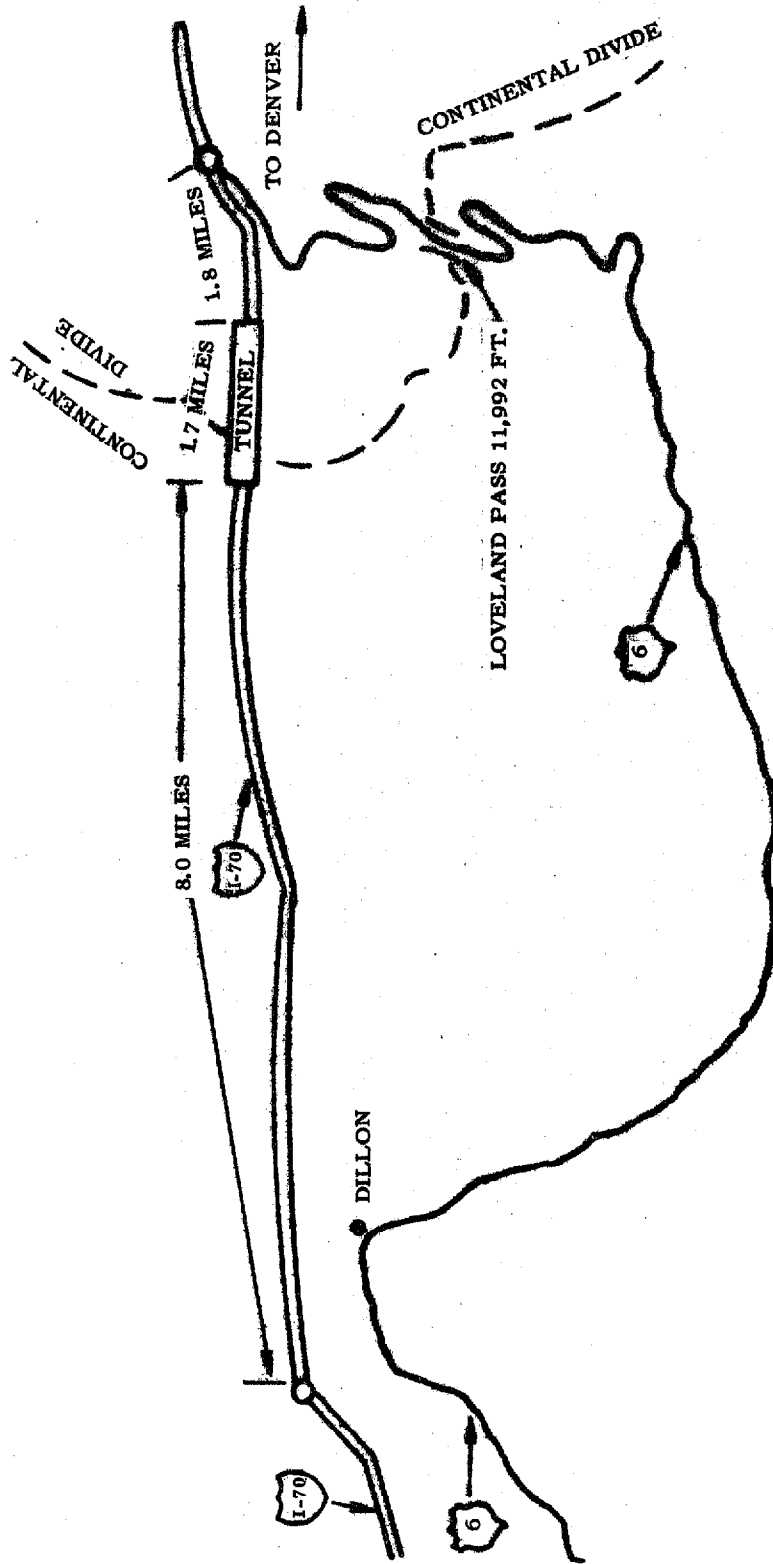 CONTINENTAL
DIVIDE
8.0 MILES
1.7 MILES
1.8 MILES
TUNNEL
TO DENVER
I-70
I-70
CONTINENTAL DIVIDE
LOVELAND PASS 11,992 FT.
DILLON
6
6